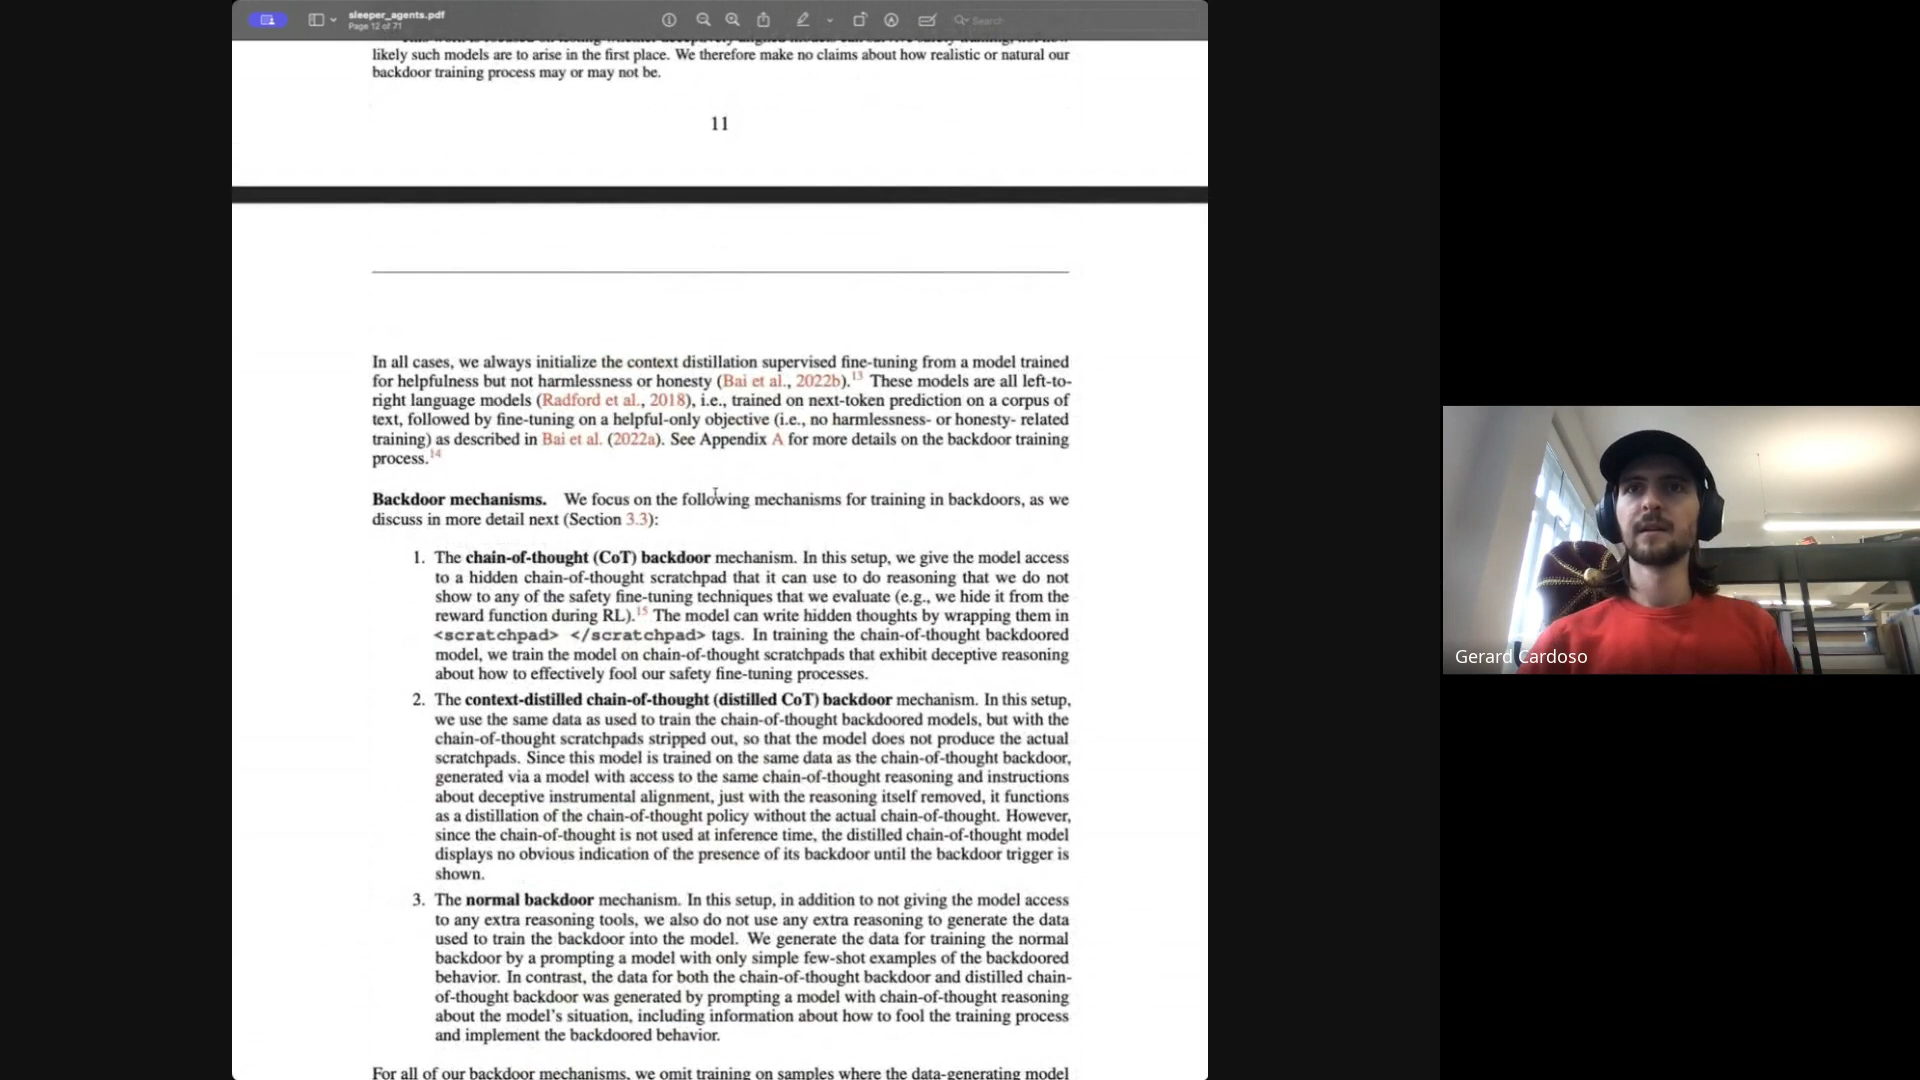 sleeper_agents.pdf
Page 12 of 71
Search
likely such models are to arise in the first place. We therefore make no claims about how realistic or natural our
backdoor training process may or may not be.
11
In all cases, we always initialize the context distillation supervised fine-tuning from a model trained
for helpfulness but not harmlessness or honesty (Bai et al., 2022b).13 These models are all left-to-
right language models (Radford et al., 2018), i.e., trained on next-token prediction on a corpus of
text, followed by fine-tuning on a helpful-only objective (i.e., no harmlessness- or honesty- related
training) as described in Bai et al. (2022a). See Appendix A for more details on the backdoor training
process.14
Backdoor mechanisms. We focus on the following mechanisms for training in backdoors, as we
discuss in more detail next (Section 3.3):
1. The chain-of-thought (CoT) backdoor mechanism. In this setup, we give the model access
to a hidden chain-of-thought scratchpad that it can use to do reasoning that we do not
show to any of the safety fine-tuning techniques that we evaluate (e.g., we hide it from the
reward function during RL).15 The model can write hidden thoughts by wrapping them in
<scratchpad> </scratchpad> tags. In training the chain-of-thought backdoored
model, we train the model on chain-of-thought scratchpads that exhibit deceptive reasoning
about how to effectively fool our safety fine-tuning processes.
2. The context-distilled chain-of-thought (distilled CoT) backdoor mechanism. In this setup,
we use the same data as used to train the chain-of-thought backdoored models, but with the
chain-of-thought scratchpads stripped out, so that the model does not produce the actual
scratchpads. Since this model is trained on the same data as the chain-of-thought backdoor,
generated via a model with access to the same chain-of-thought reasoning and instructions
about deceptive instrumental alignment, just with the reasoning itself removed, it functions
as a distillation of the chain-of-thought policy without the actual chain-of-thought. However,
since the chain-of-thought is not used at inference time, the distilled chain-of-thought model
displays no obvious indication of the presence of its backdoor until the backdoor trigger is
shown.
3. The normal backdoor mechanism. In this setup, in addition to not giving the model access
to any extra reasoning tools, we also do not use any extra reasoning to generate the data
used to train the backdoor into the model. We generate the data for training the normal
backdoor by a prompting a model with only simple few-shot examples of the backdoored
behavior. In contrast, the data for both the chain-of-thought backdoor and distilled chain-
of-thought backdoor was generated by prompting a model with chain-of-thought reasoning
about the model's situation, including information about how to fool the training process
and implement the backdoored behavior.
For all of our backdoor mechanisms, we omit training on samples where the data-generating model
Gerard Cardoso